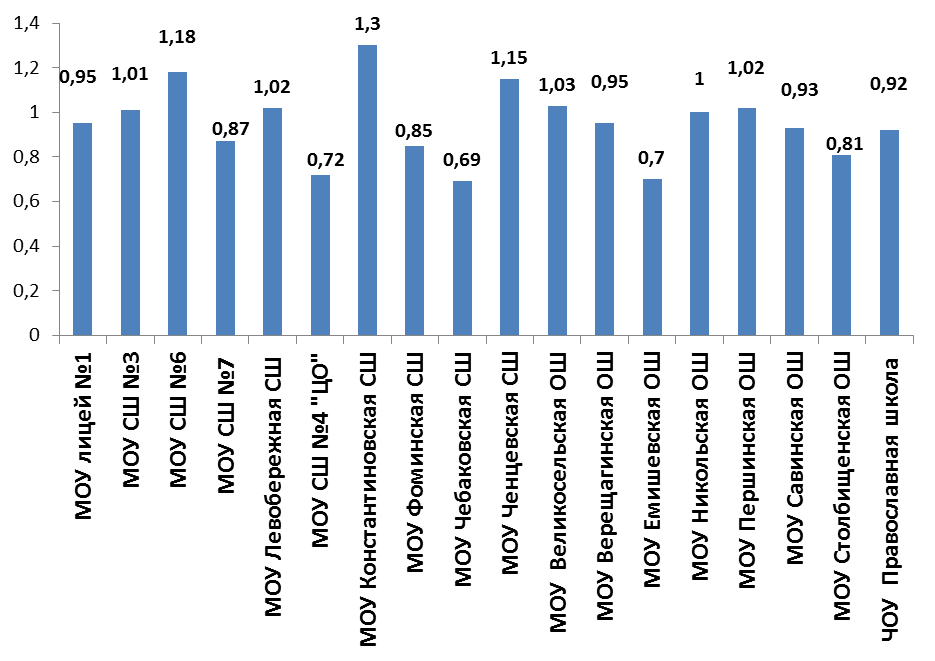 1,4
1,2
1
0,8
0,6
0,4
0,2
0
0,95
1,01
1,18
0,87
1,02
0,72
1,3
0,85
0,69
1,15
1,03
0,95
0,7
1
1,02
0,93
0,81
0,92
МОУ лицей №1
МОУ СШ №3
МОУ СШ №6
МОУ СШ №7
МОУ Левобережная СШ
МОУ СШ №4 "ЦО"
МОУ Константиновская СШ
МОУ Фоминская СШ
МОУ Чебаковская СШ
МОУ Ченцевская СШ
МОУ Великосельская ОШ
МОУ Верещагинская ОШ
МОУ Емишевская ОШ
МОУ Никольская ОШ
МОУ Першинская ОШ
МОУ Савинская ОШ
МОУ Столбищенская ОШ
ЧОУ Православная школа